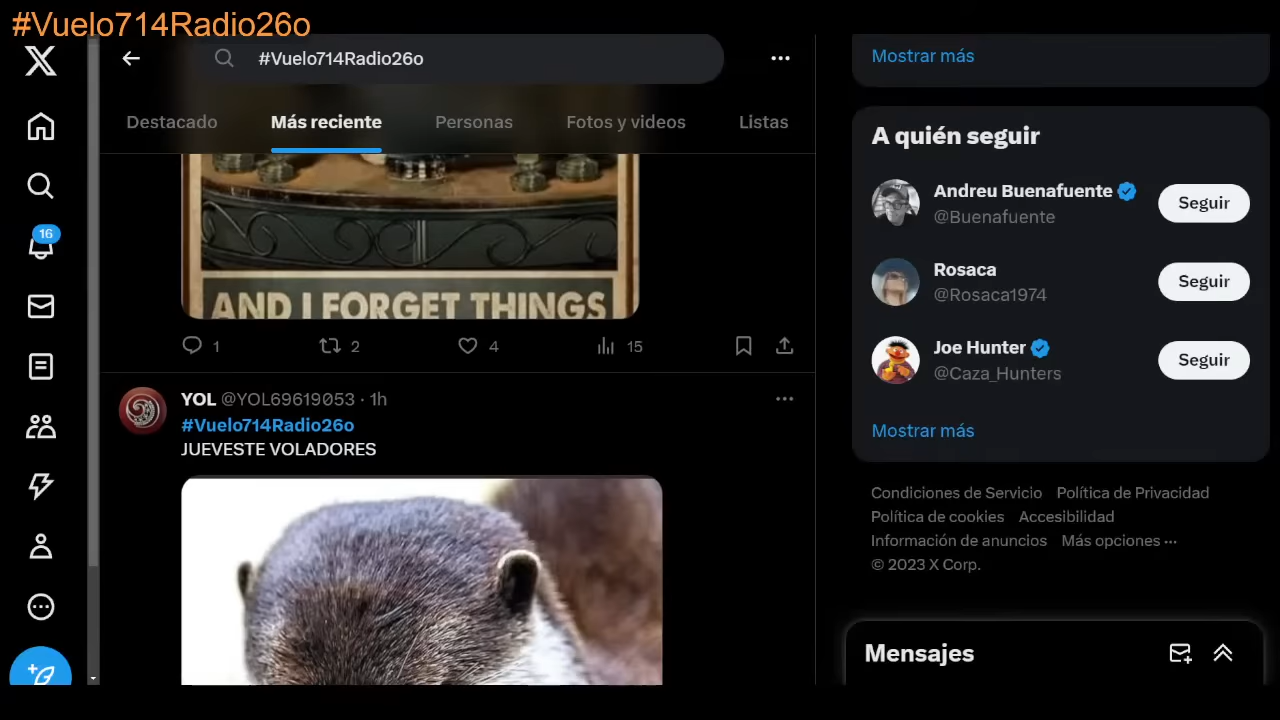 #Vuelo714Radio26o
#Vuelo714Radio26o
Destacado
Más reciente
Personas
Fotos y videos
Listas
16
AND I FORGET THINGS
1
2
4
15
YOL @YOL69619053 · 1h
#Vuelo714Radio26o
JUEVESTE VOLADORES
Mostrar más
A quién seguir
Andreu Buenafuente
@Buenafuente
Seguir
Rosaca
@Rosaca1974
Seguir
Joe Hunter
@Caza_Hunters
Seguir
Mostrar más
Condiciones de Servicio Política de Privacidad
Política de cookies Accesibilidad
Información de anuncios Más opciones ···
© 2023 X Corp.
Mensajes